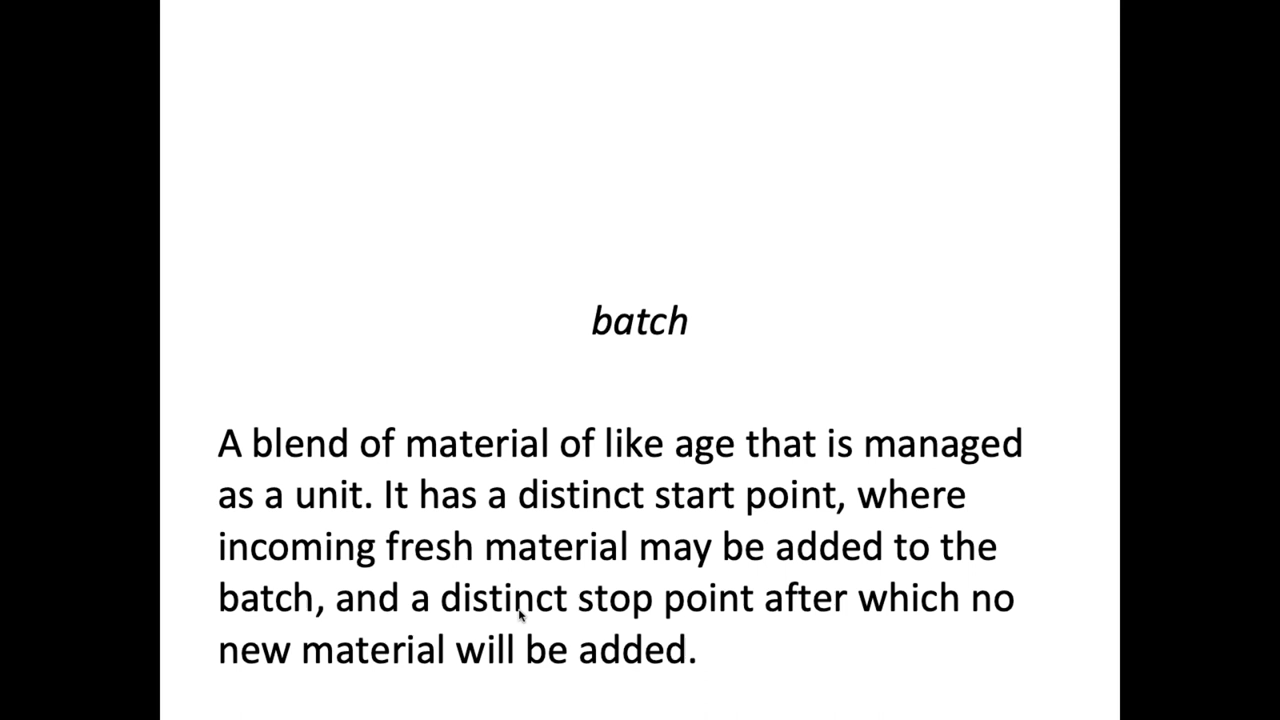 batch
A blend of material of like age that is managed
as a unit. It has a distinct start point, where
incoming fresh material may be added to the
batch, and a distinct stop point after which no
new material will be added.